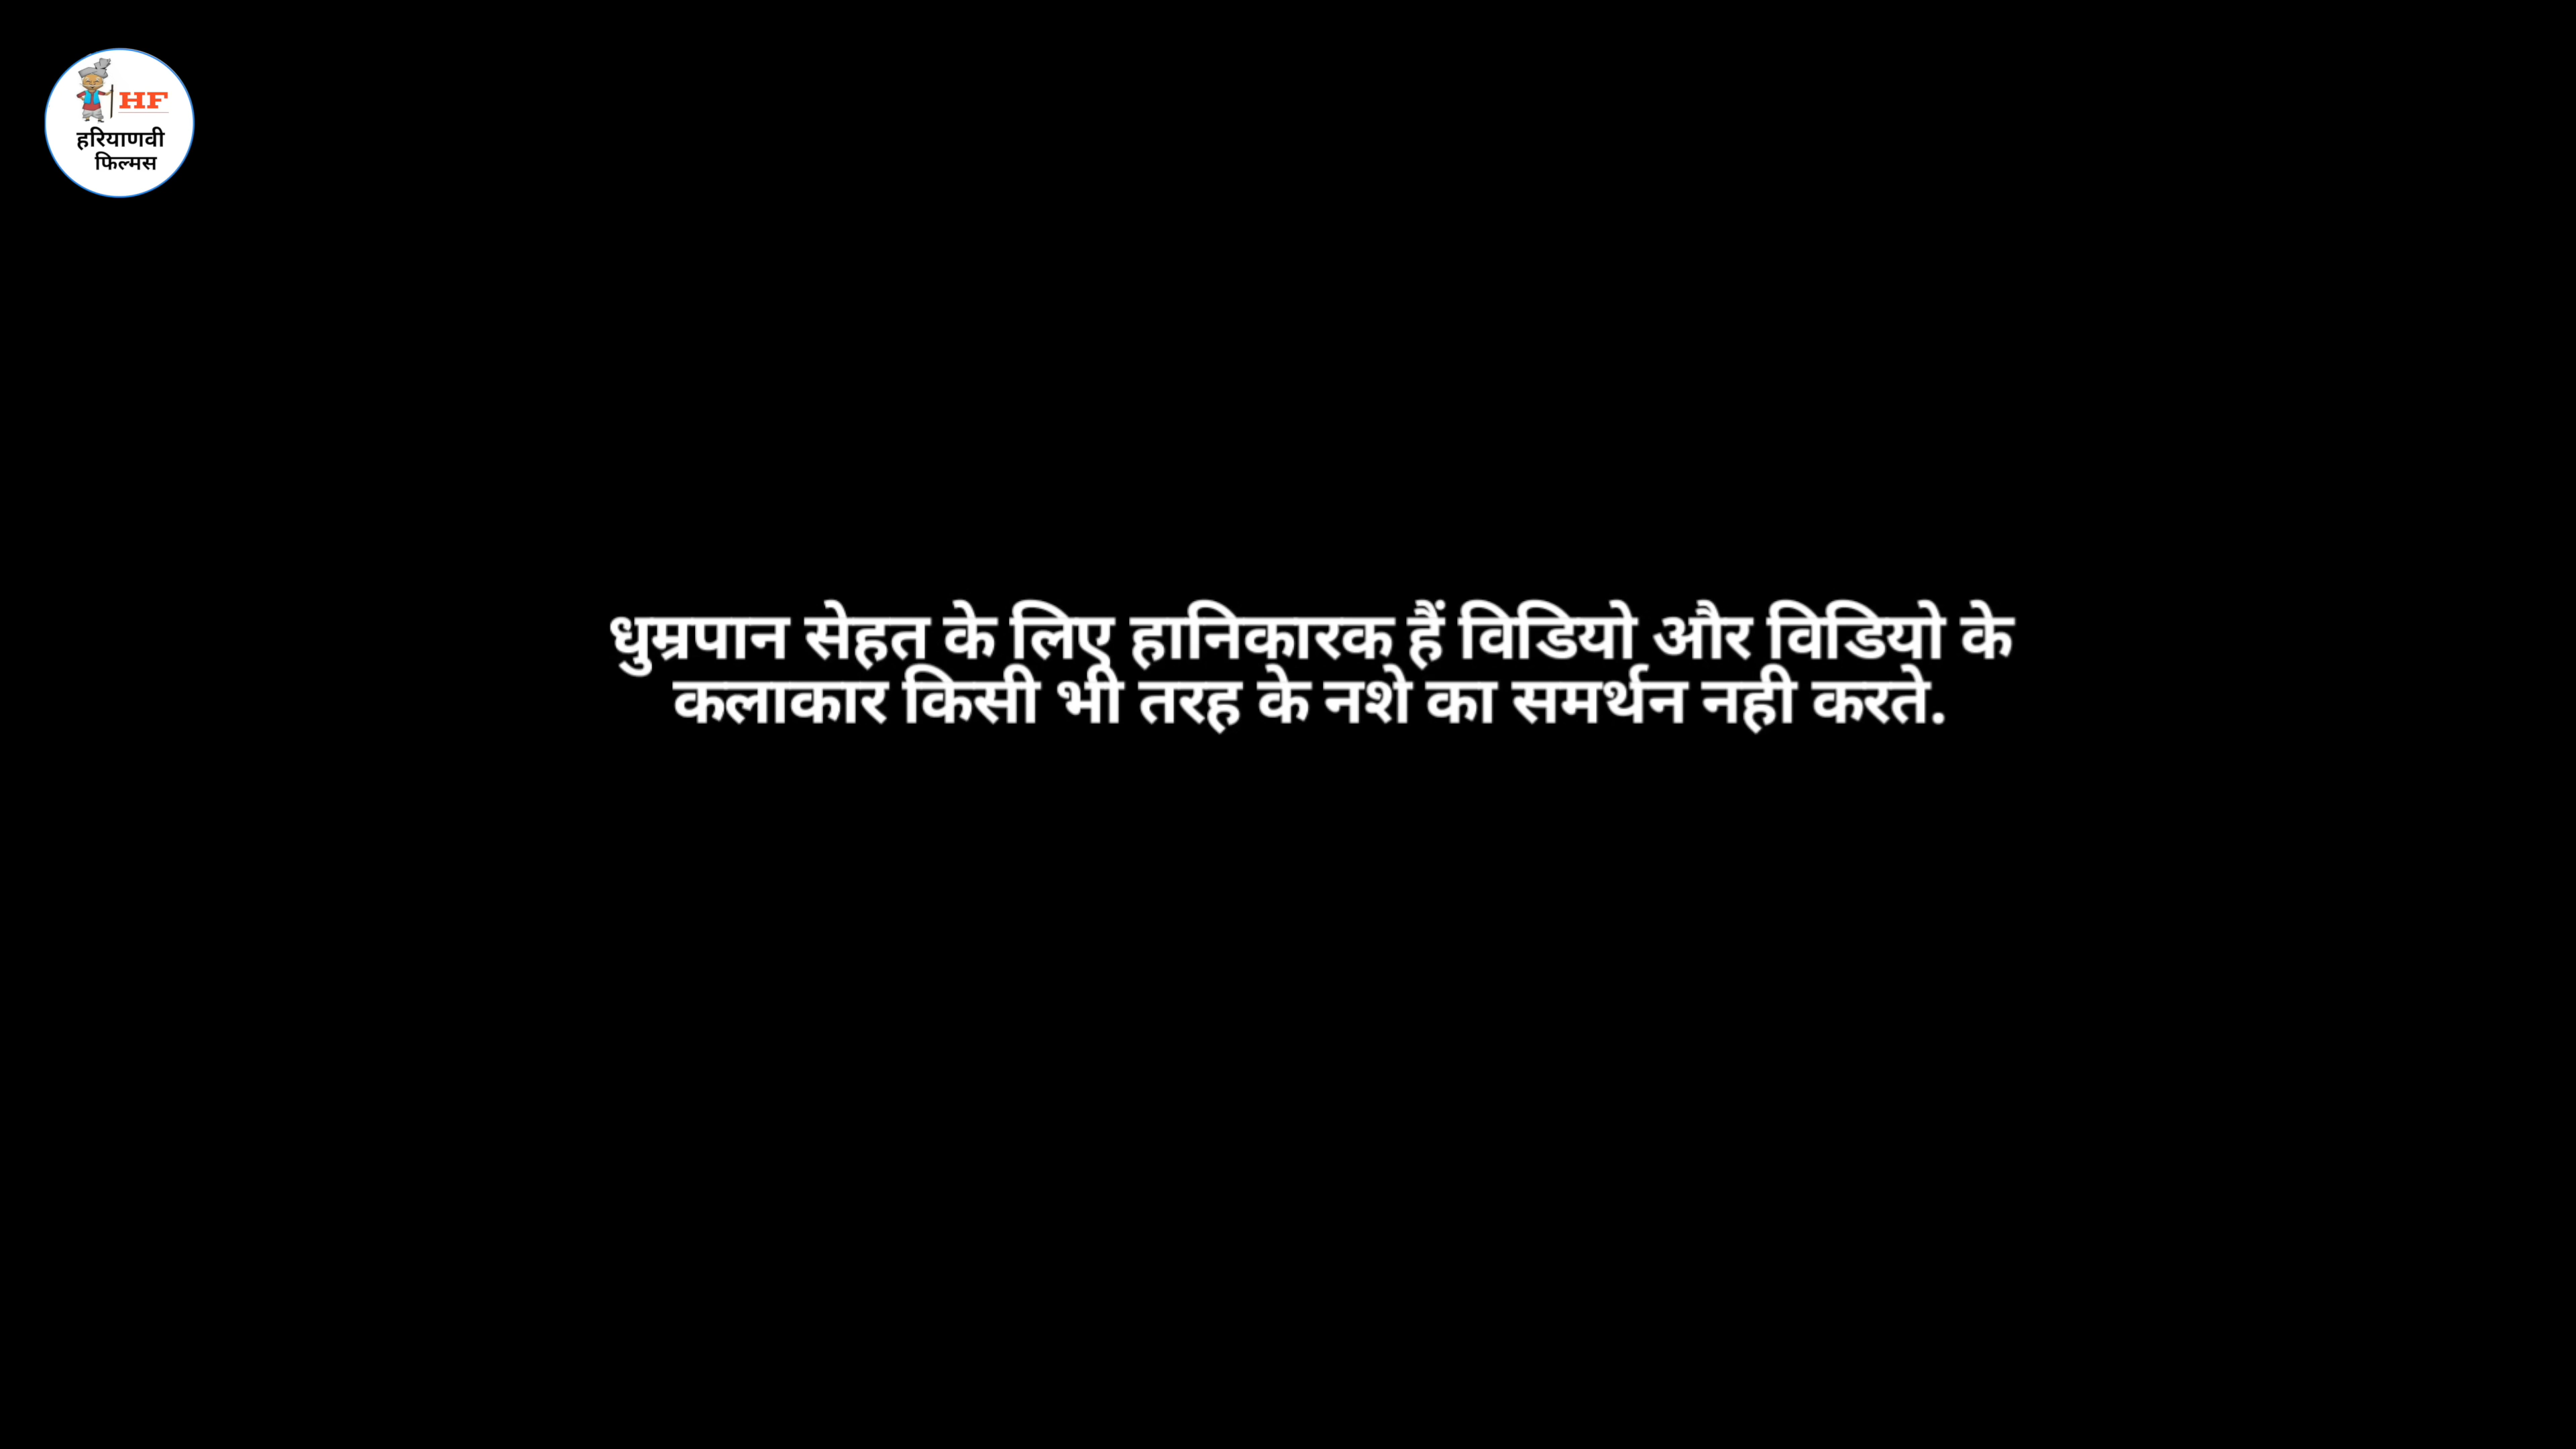 HF
हरियाणवी
फिल्मस
धुम्रपान सेहत के लिए हानिकारक हैं विडियो और विडियो के
कलाकार किसी भी तरह के नशे का समर्थन नही करते.